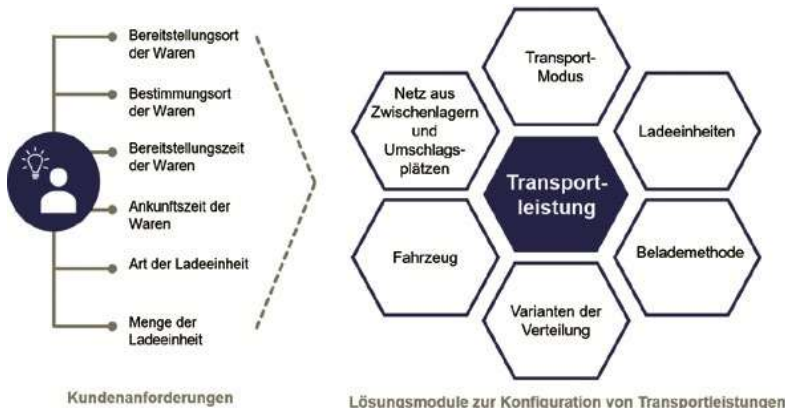 Bereitstellungsort
der Waren
Bestimmungsort
der Waren
Bereitstellungszeit
der Waren
Ankunftszeit der
Waren
Art der Ladeeinheit
Menge der
Ladeeinheit
Kundenanforderungen
Transport-
Modus
Netz aus
Zwischenlagern
und
Umschlags-
plätzen
Ladeeinheiten
Transport-
leistung
Fahrzeug
Belademethode
Varianten der
Verteilung
Lösungsmodule zur Konfiguration von Transportleistungen